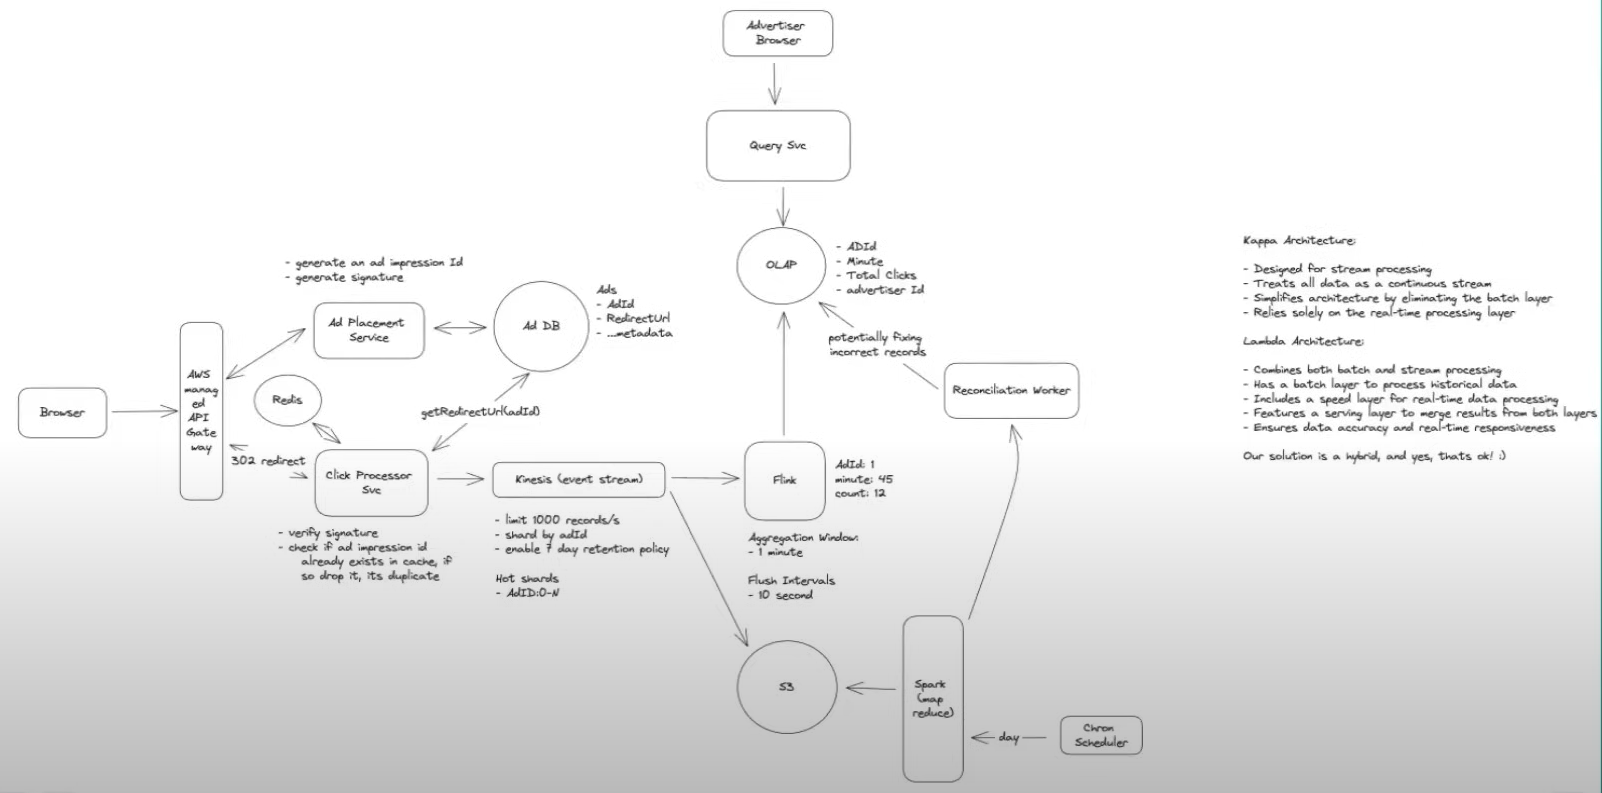 Advertiser
Browser
Query Svc
OLAP
- ADId
- Minute
- Total Clicks
- advertiser Id
potentially fixing
incorrect records
Reconciliation Worker
- generate an ad impression Id
- generate signature
Ad Placement
Service
Ad DB
Ads
- AdId
- RedirectUrl
- ...metadata
Browser
AWS
manag
ed
API
Gate
way
Redis
getRedirectUrl(adId)
302 redirect
Click Processor
Svc
- verify signature
- check if ad impression id
already exists in cache, if
so drop it, its duplicate
Kinesis (event stream)
- limit 1000 records/s
- shard by adId
- enable 7 day retention policy
Hot shards
- AdID:0-N
Flink
AdId: 1
minute: 45
count: 12
Aggregation Window:
- 1 minute
Flush Intervals
- 10 second
S3
Spark
(map
reduce)
day
Chron
Scheduler
Kappa Architecture:
- Designed for stream processing
- Treats all data as a continuous stream
- Simplifies architecture by eliminating the batch layer
- Relies solely on the real-time processing layer
Lambda Architecture:
- Combines both batch and stream processing
- Has a batch layer to process historical data
- Includes a speed layer for real-time data processing
- Features a serving layer to merge results from both layers
- Ensures data accuracy and real-time responsiveness
Our solution is a hybrid, and yes, thats ok! :)